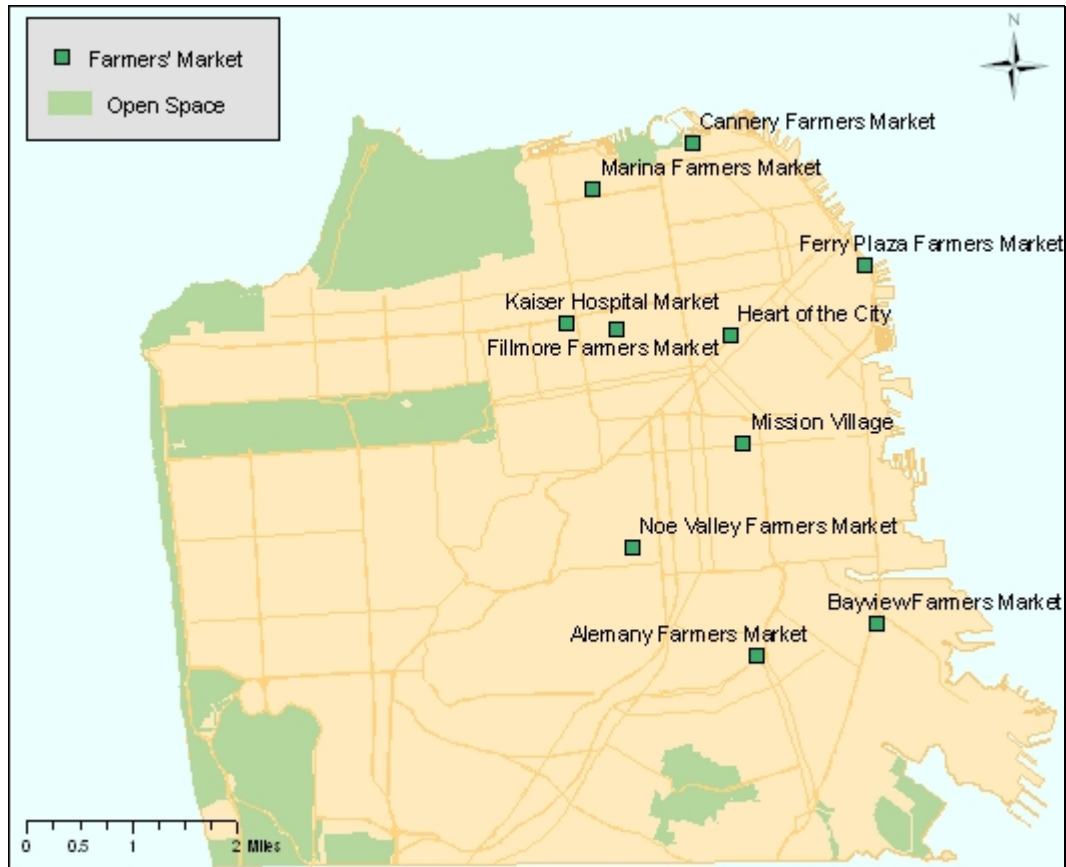 N
Farmers' Market
Open Space
Cannery Farmers Market
Marina Farmers Market
Ferry Plaza Farmers Market
Kaiser Hospital Market
Heart of the City
Fillmore Farmers Market
Mission Village
Noe Valley Farmers Market
Bayview Farmers Market
Alemany Farmers Market
0 0.5 1 2 Miles